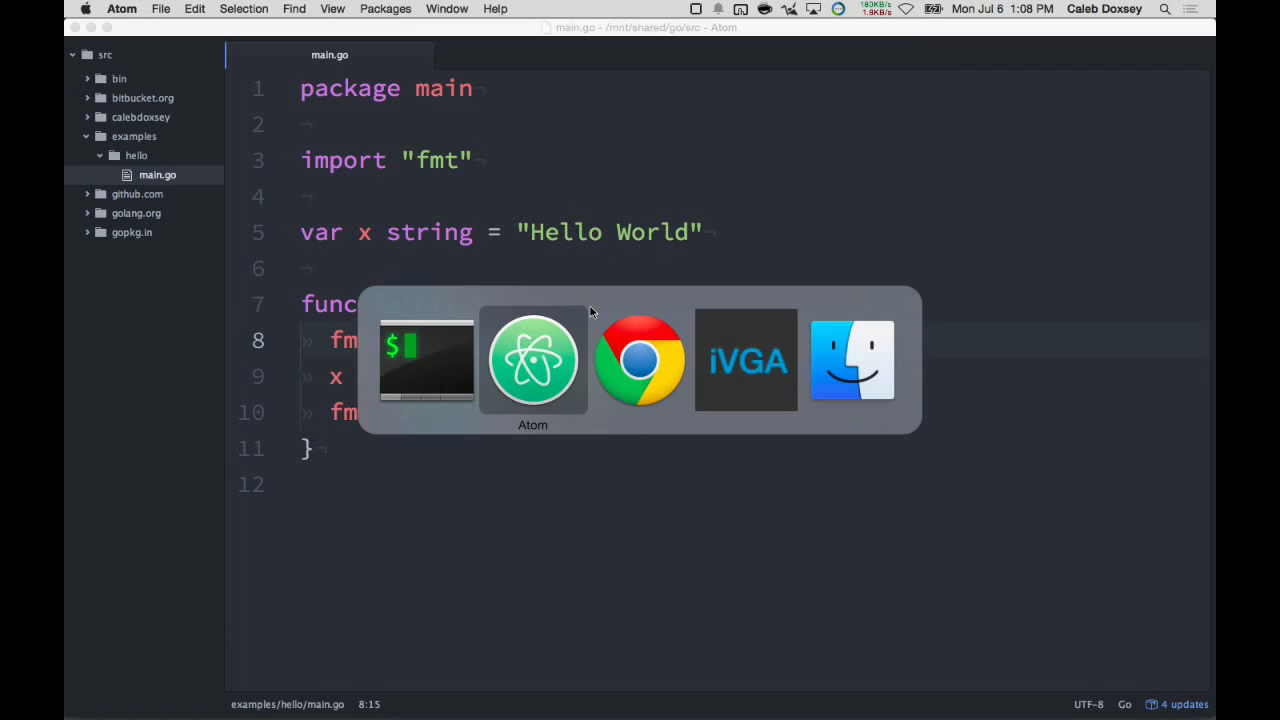 Atom File Edit Selection Find View Packages Window Help 180KB/s 1.9KB/s Mon Jul 6 1:08 PM Caleb Doxsey
main.go - /mnt/shared/go/src - Atom
src
bin
bitbucket.org
calebdoxsey
examples
hello
main.go
github.com
golang.org
gopkg.in
main.go
1 package main
2
3 import "fmt"
4
5 var x string = "Hello World"
6
7 func
8 fm
9 x
10 fm
11 }
12
$
iVGA
Atom
examples/hello/main.go 8:15
UTF-8 Go 4 updates